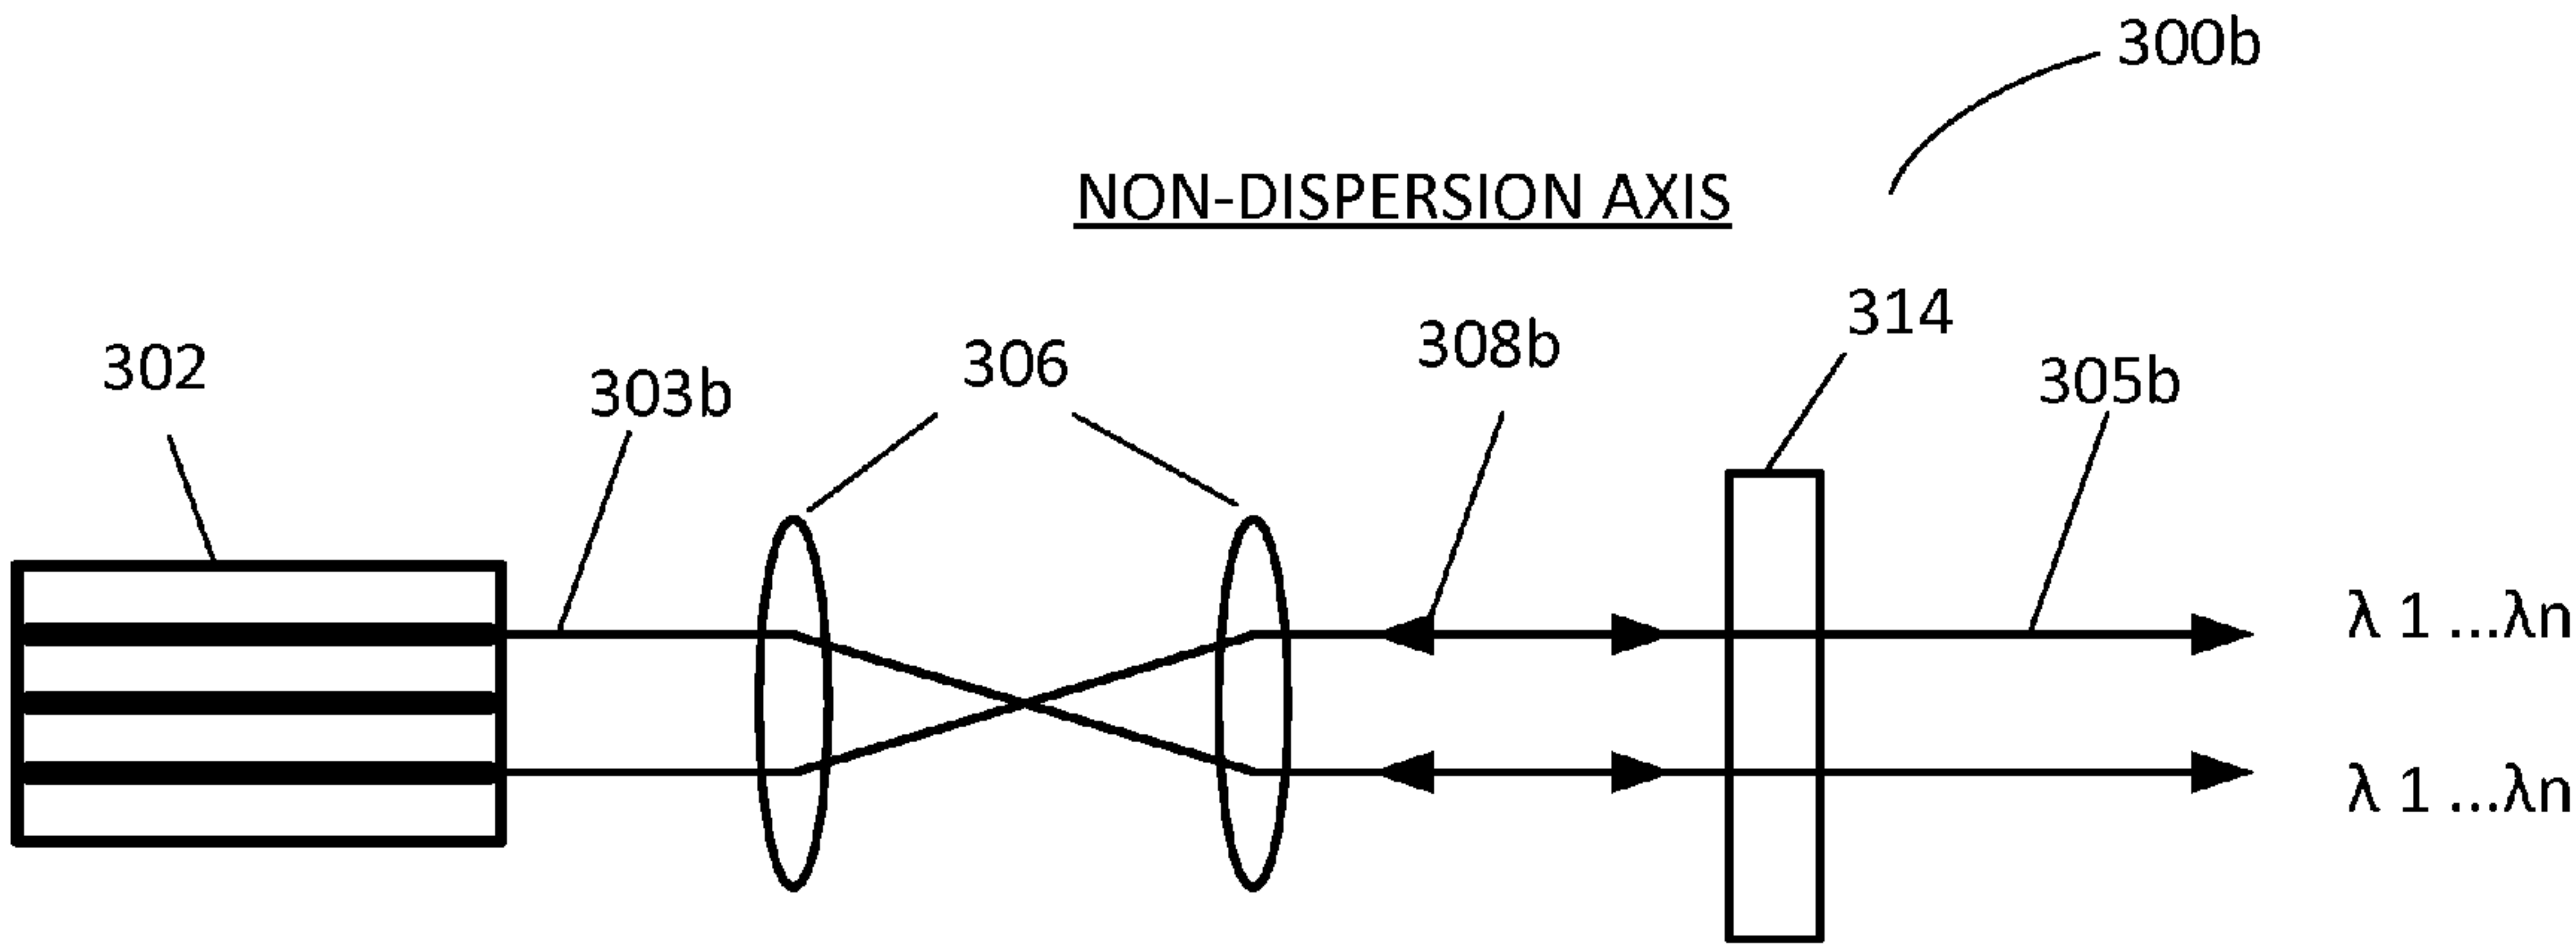 300b
NON-DISPERSION AXIS
314
308b
306
302
303b
305b
λ 1 ...λn
λ 1 ...λn